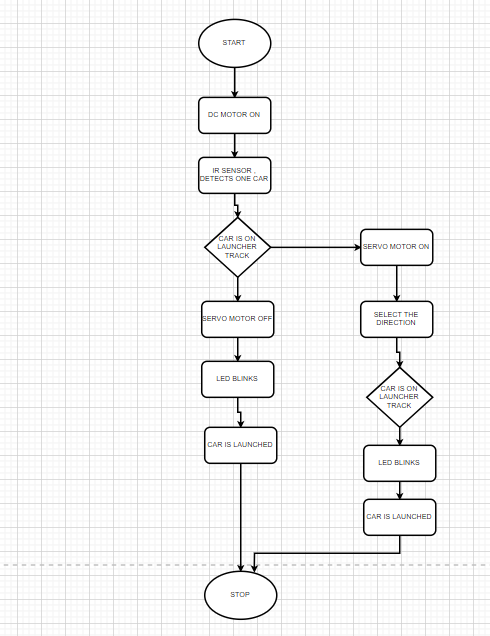 START
DC MOTOR ON
IR SENSOR ,
DETECTS ONE CAR
CAR IS ON
LAUNCHER
TRACK
SERVO MOTOR OFF
LED BLINKS
CAR IS LAUNCHED
SERVO MOTOR ON
SELECT THE
DIRECTION
CAR IS ON
LAUNCHER
TRACK
LED BLINKS
CAR IS LAUNCHED
STOP